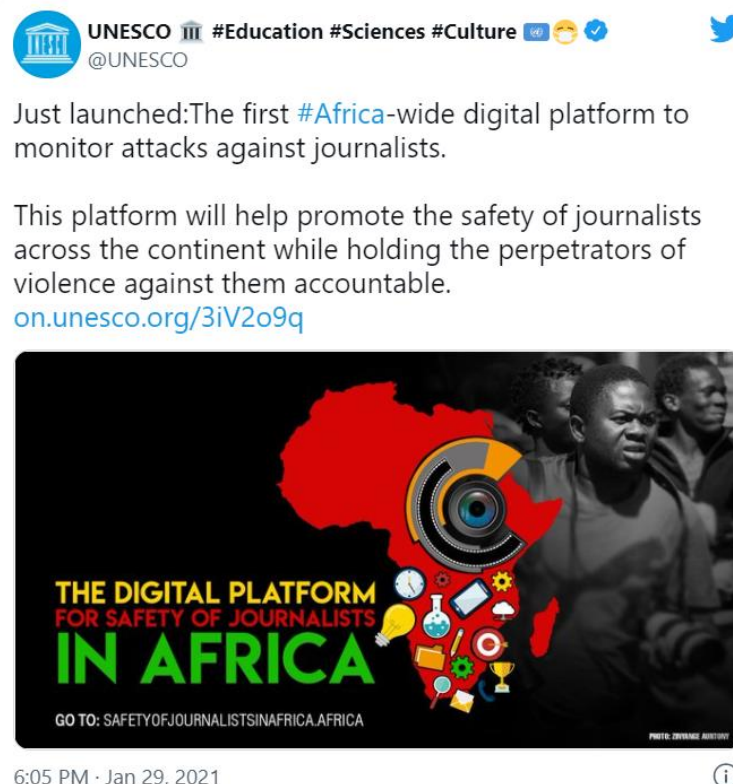 UNESCO 🏛️ #Education #Sciences #Culture 🇺🇳😷
@UNESCO
Just launched:The first #Africa-wide digital platform to
monitor attacks against journalists.
This platform will help promote the safety of journalists
across the continent while holding the perpetrators of
violence against them accountable.
on.unesco.org/3iV2o9q
THE DIGITAL PLATFORM
FOR SAFETY OF JOURNALISTS
IN AFRICA
GO TO: SAFETYOFJOURNALISTSINAFRICA.AFRICA
PHOTO:
6:05 PM · Jan 29, 2021